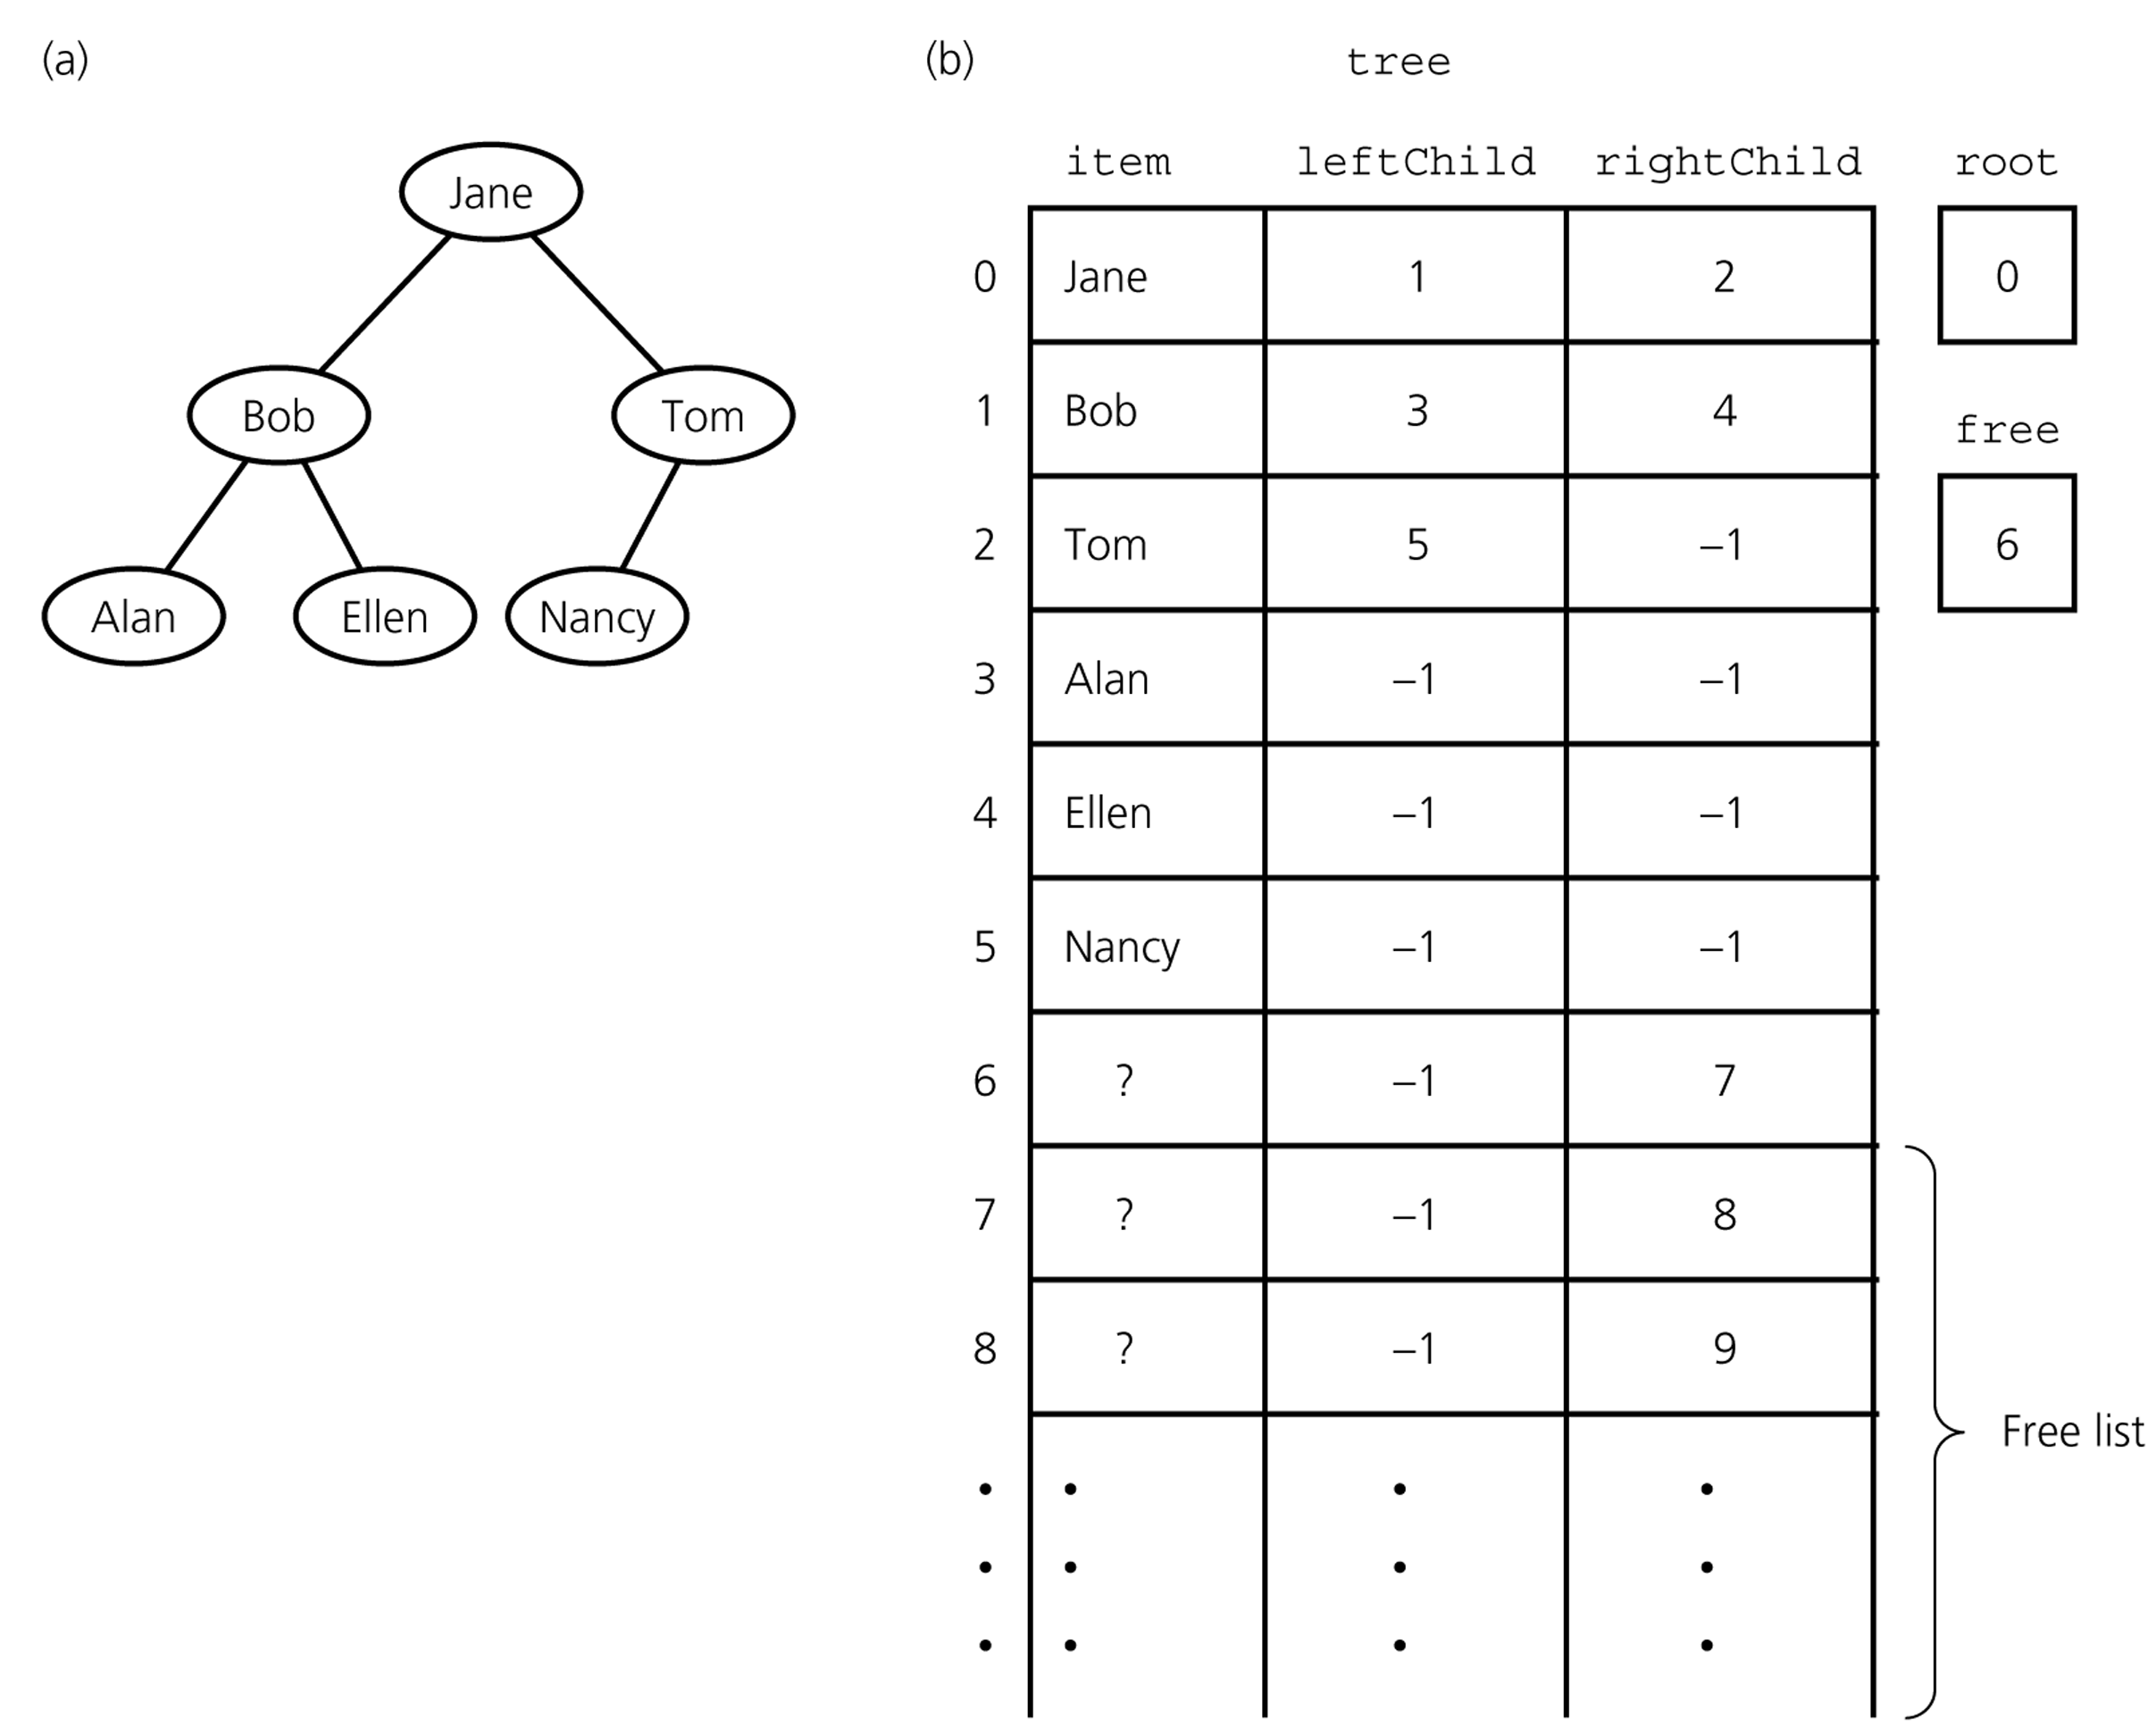 (a)
Jane
Bob Tom
Alan Ellen Nancy
(b) tree
item leftChild rightChild root
0 Jane 1 2 0
1 Bob 3 4
free
2 Tom 5 –1 6
3 Alan –1 –1
4 Ellen –1 –1
5 Nancy –1 –1
6 ? –1 7
7 ? –1 8
8 ? –1 9
Free list